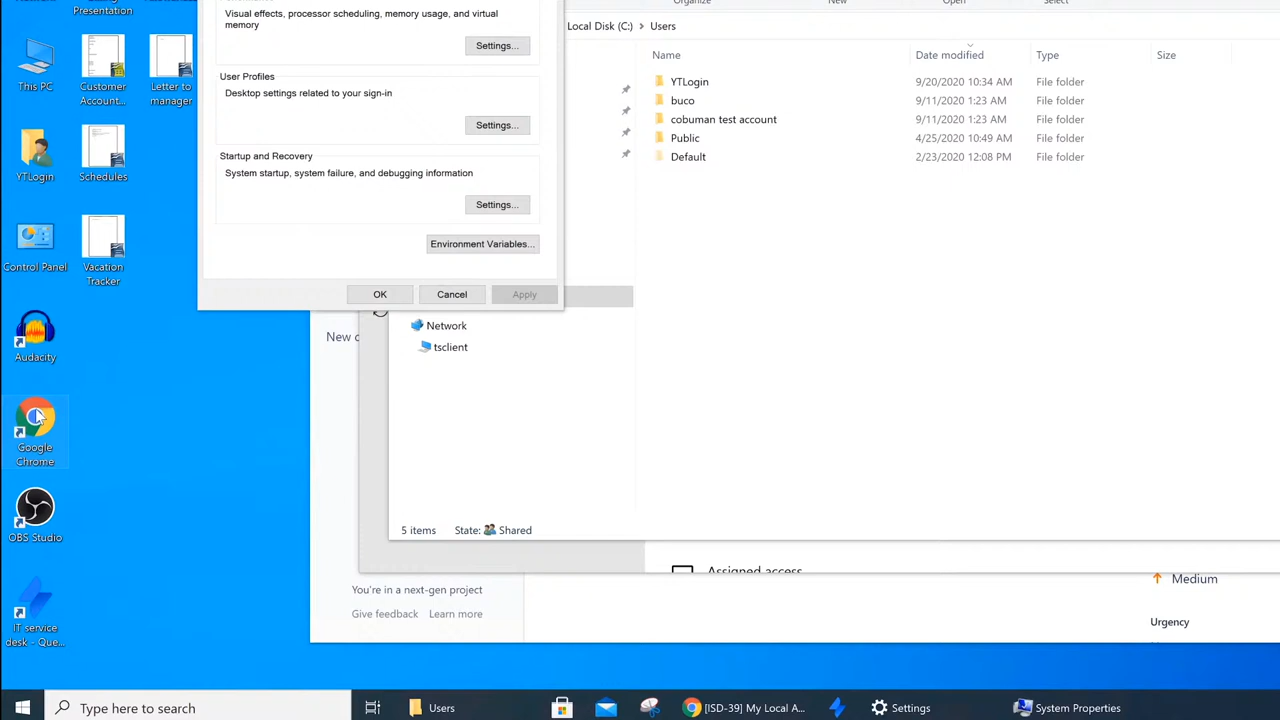 Presentation
This PC
Customer
Account...
Letter to
manager
YTLogin
Schedules
Control Panel
Vacation
Tracker
Audacity
Google
Chrome
OBS Studio
IT service
desk - Que...
Visual effects, processor scheduling, memory usage, and virtual
memory
Settings...
User Profiles
Desktop settings related to your sign-in
Settings...
Startup and Recovery
System startup, system failure, and debugging information
Settings...
Environment Variables...
OK Cancel Apply
New c
Organize New Open Select
Local Disk (C:) > Users
Name Date modified Type Size
YTLogin 9/20/2020 10:34 AM File folder
buco 9/11/2020 1:23 AM File folder
cobuman test account 9/11/2020 1:23 AM File folder
Public 4/25/2020 10:49 AM File folder
Default 2/23/2020 12:08 PM File folder
Network
tsclient
5 items State: Shared
Assigned access
You're in a next-gen project
Give feedback Learn more
Medium
Urgency
Type here to search
Users
[ISD-39] My Local A...
Settings
System Properties